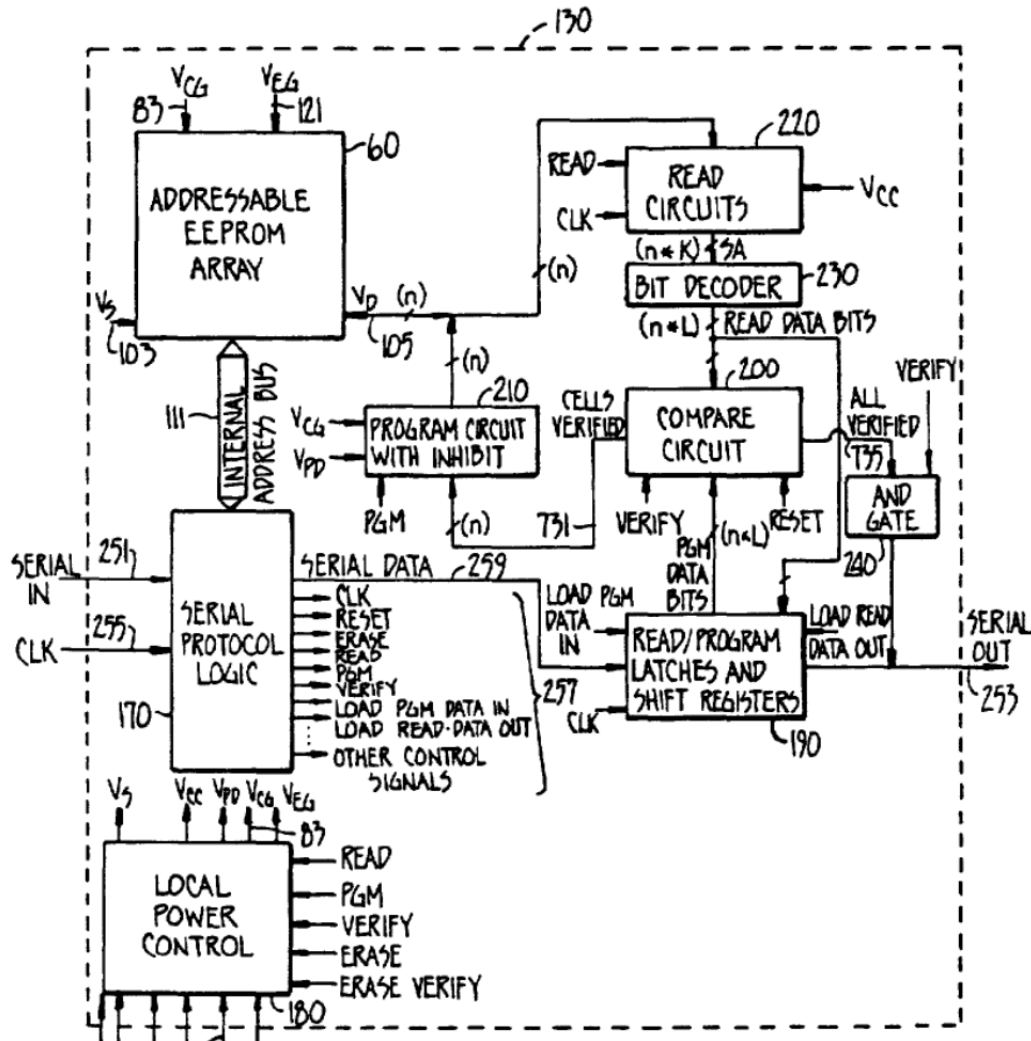 130
VCG
83
VEG
121
60
ADDRESSABLE
EEPROM
ARRAY
VS
103
VD
(n)
105
111
INTERNAL
ADDRESS BUS
(n)
(n)
220
READ
CLK
READ
CIRCUITS
VCC
(n*K)
SA
BIT DECODER
230
(n*L)
READ DATA BITS
210
VCG
VPD
PROGRAM CIRCUIT
WITH INHIBIT
PGM
(n)
731
CELLS
VERIFIED
200
COMPARE
CIRCUIT
VERIFY
RESET
ALL
VERIFIED
735
VERIFY
AND
GATE
240
PGM
DATA
BITS
(n*L)
SERIAL
IN
251
CLK
255
SERIAL
PROTOCOL
LOGIC
170
SERIAL DATA
259
CLK
RESET
ERASE
READ
PGM
VERIFY
LOAD PGM DATA IN
LOAD READ·DATA OUT
OTHER CONTROL
SIGNALS
257
LOAD PGM
DATA
IN
CLK
READ/PROGRAM
LATCHES AND
SHIFT REGISTERS
190
LOAD READ
DATA OUT
SERIAL
OUT
253
VS
VCC
VPD
VCG
VEG
83
LOCAL
POWER
CONTROL
180
READ
PGM
VERIFY
ERASE
ERASE VERIFY